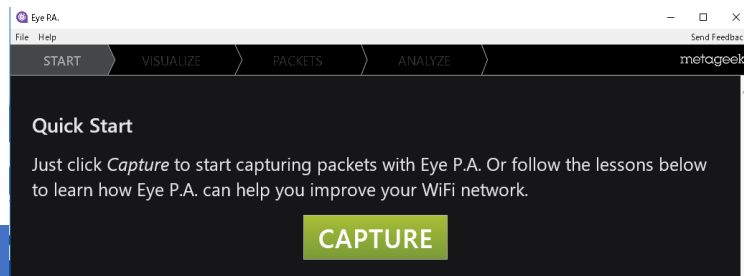 Eye P.A.
File Help Send Feedbac
START VISUALIZE PACKETS ANALYZE metageek
Quick Start
Just click Capture to start capturing packets with Eye P.A. Or follow the lessons below
to learn how Eye P.A. can help you improve your WiFi network.
CAPTURE